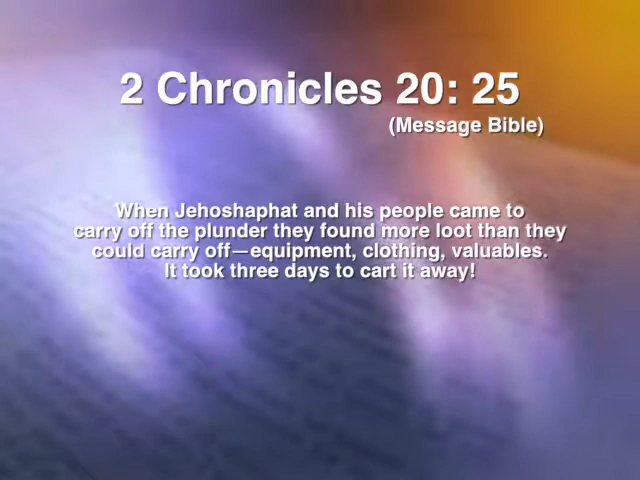 2 Chronicles 20: 25
(Message Bible)
When Jehoshaphat and his people came to
carry off the plunder they found more loot than they
could carry off—equipment, clothing, valuables.
It took three days to cart it away!